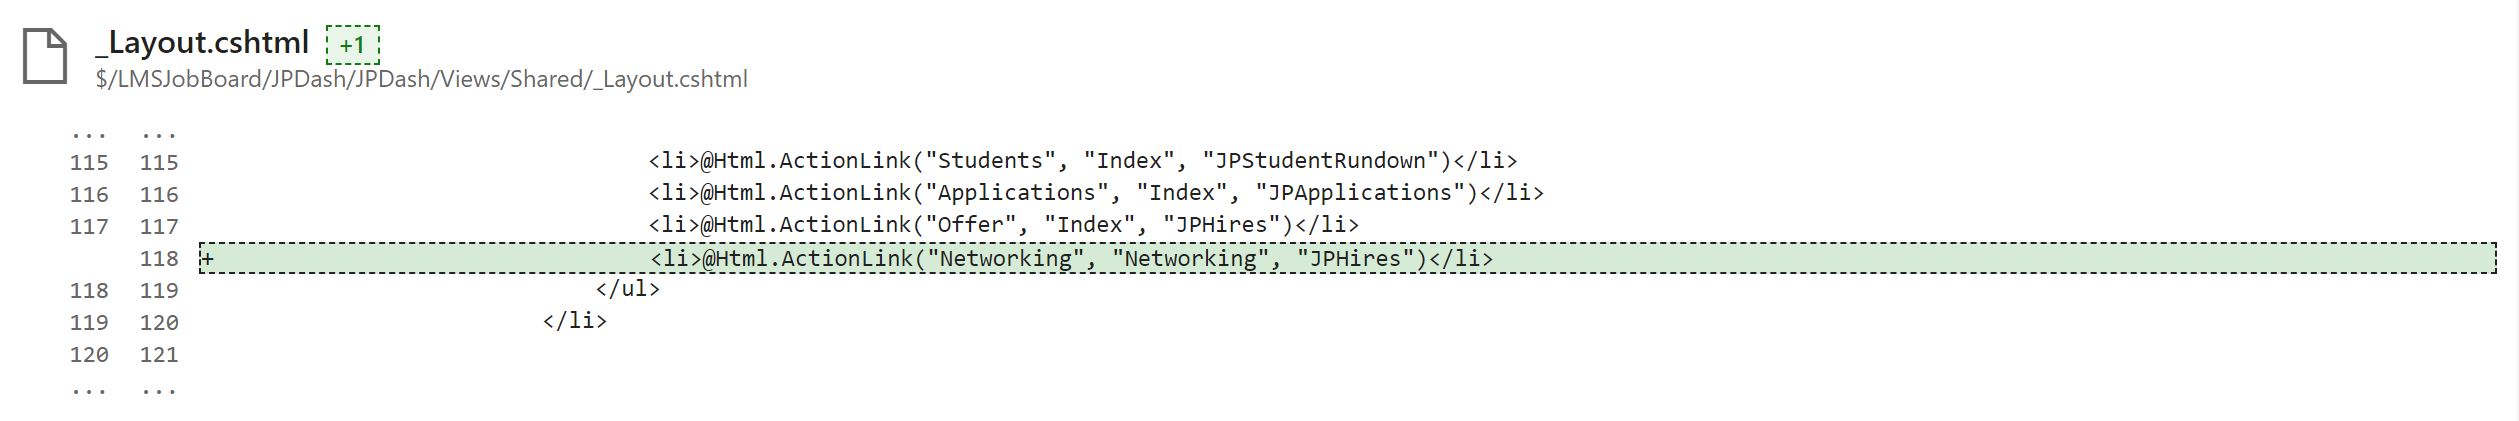 _Layout.cshtml +1
$/LMSJobBoard/JPDash/JPDash/Views/Shared/_Layout.cshtml
... ...
115 115 <li>@Html.ActionLink("Students", "Index", "JPStudentRundown")</li>
116 116 <li>@Html.ActionLink("Applications", "Index", "JPApplications")</li>
117 117 <li>@Html.ActionLink("Offer", "Index", "JPHires")</li>
118 + <li>@Html.ActionLink("Networking", "Networking", "JPHires")</li>
118 119 </ul>
119 120 </li>
120 121
... ...